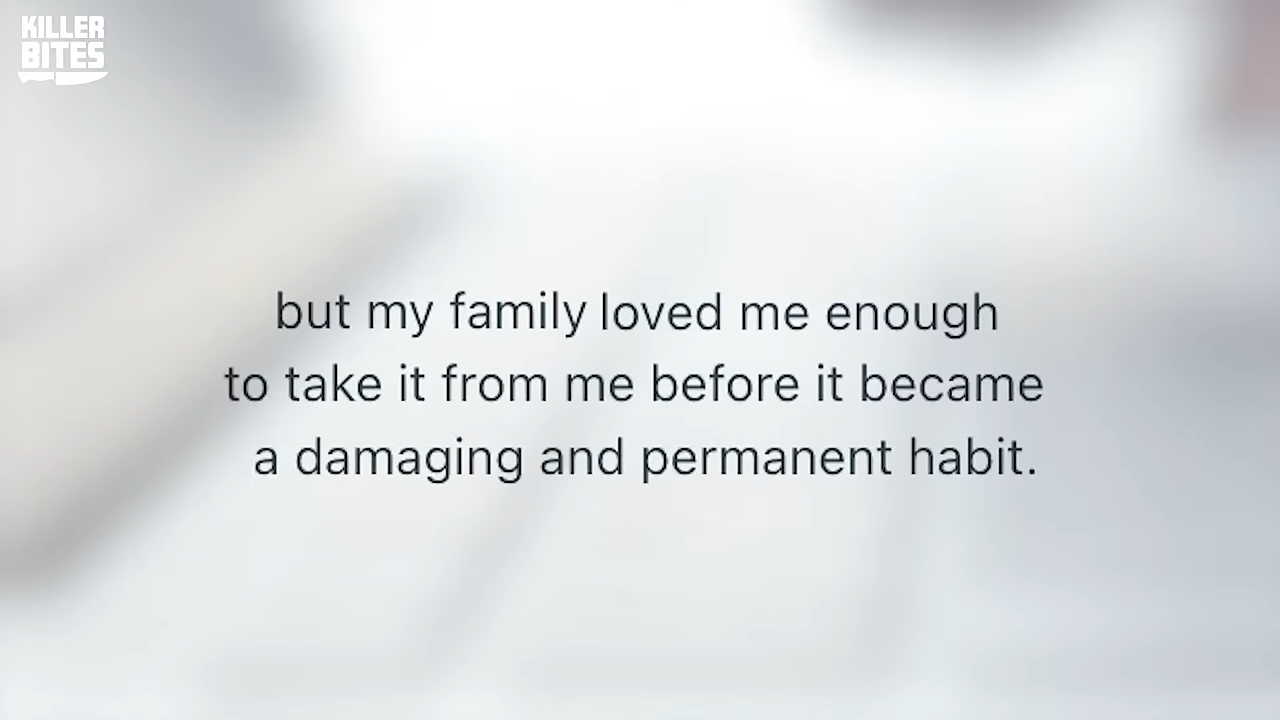 KILLER
BITES
but my family loved me enough
to take it from me before it became
a damaging and permanent habit.